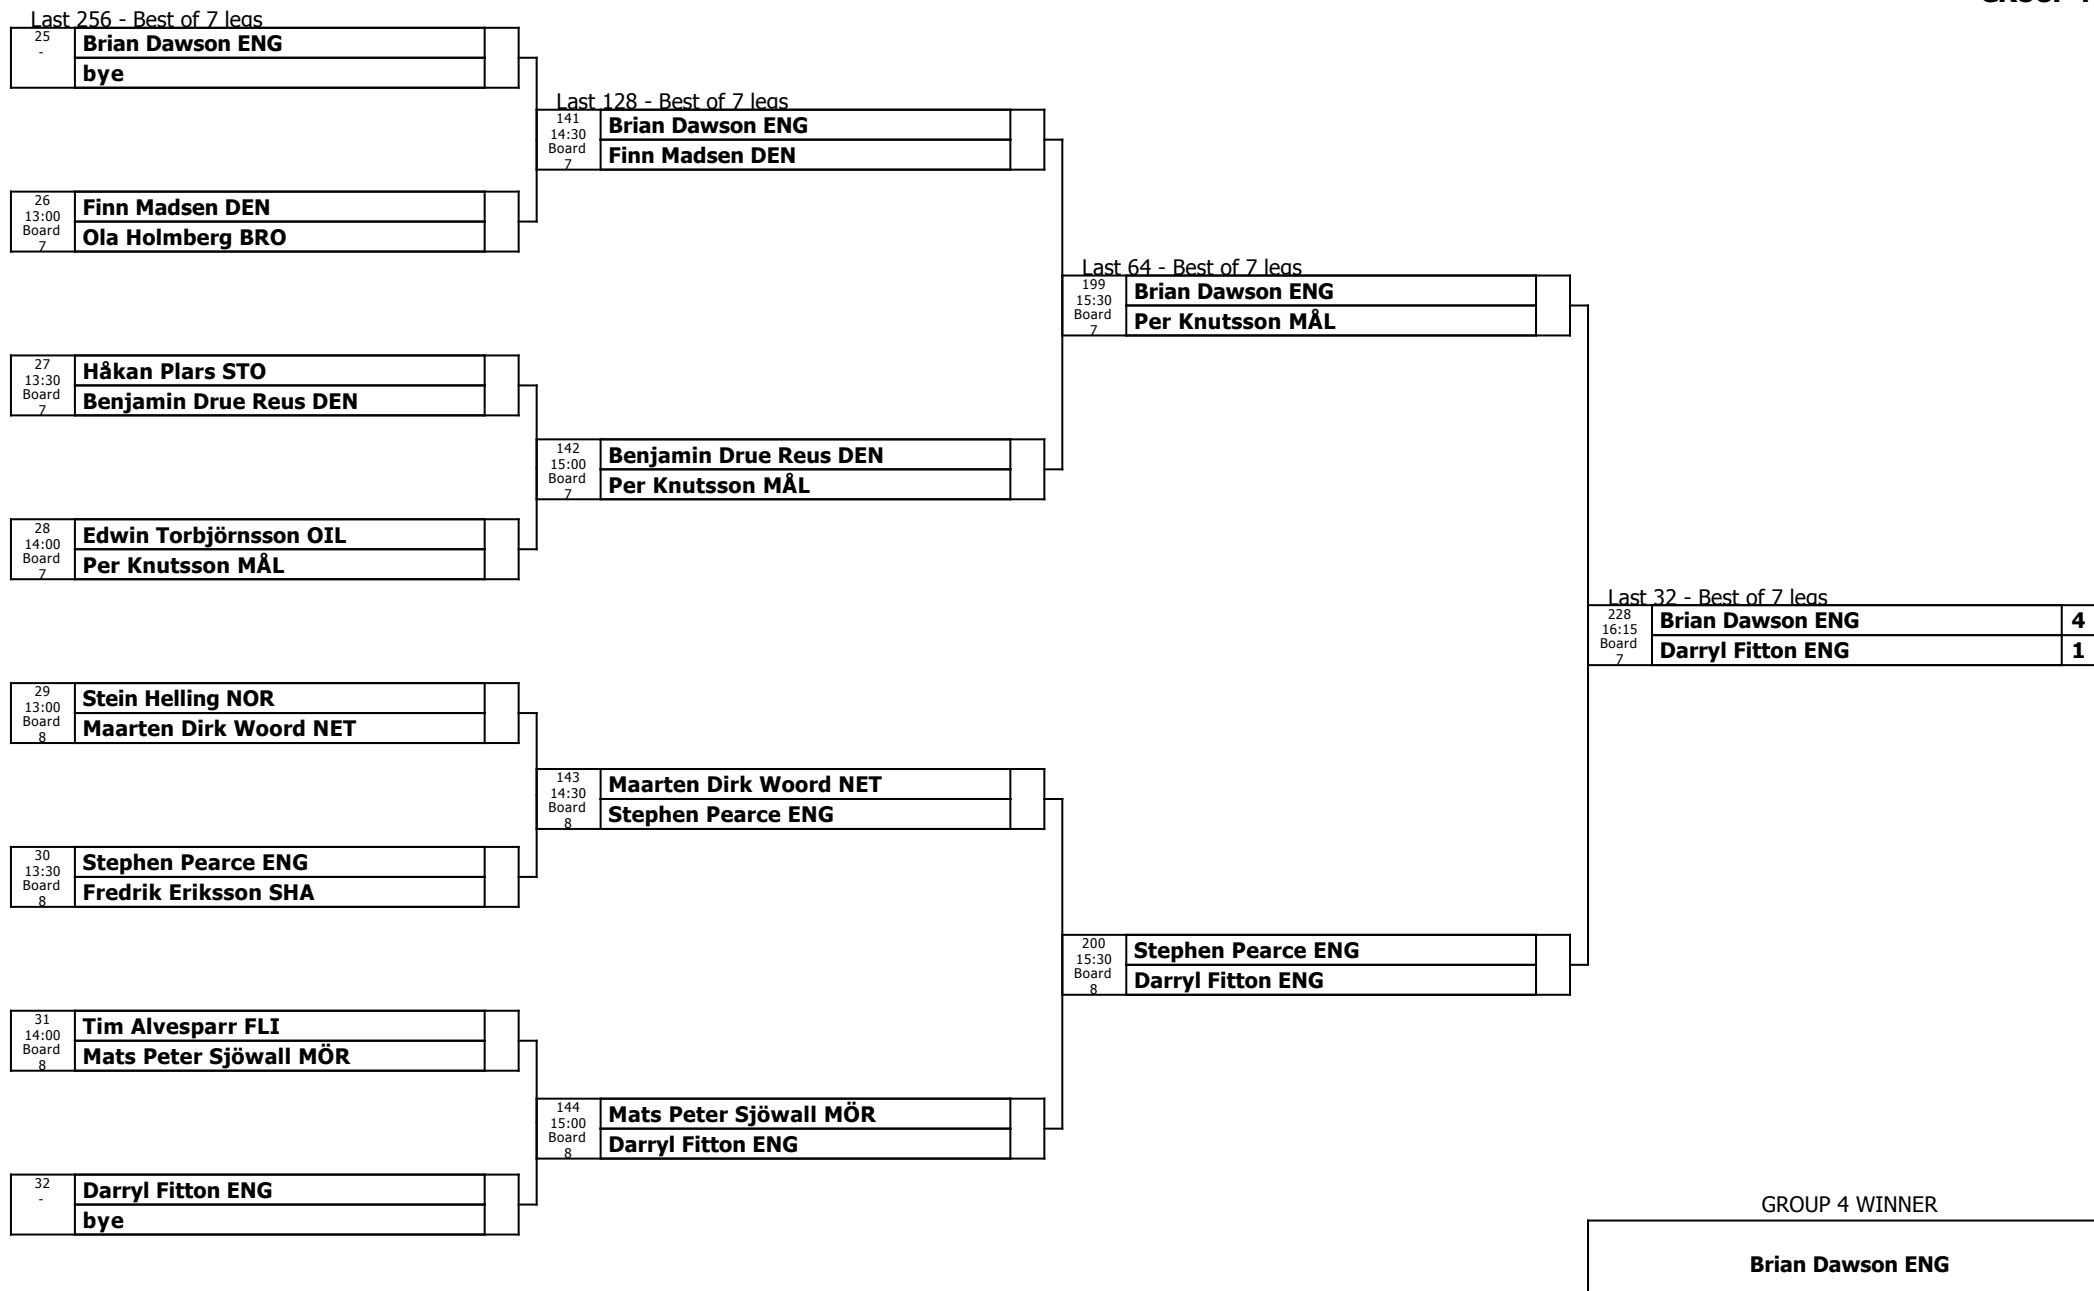 GROUP 4
Last 256 - Best of 7 legs
25
-
Brian Dawson ENG
bye
Last 128 - Best of 7 legs
141
14:30
Board
7
Brian Dawson ENG
Finn Madsen DEN
26
13:00
Board
7
Finn Madsen DEN
Ola Holmberg BRO
Last 64 - Best of 7 legs
199
15:30
Board
7
Brian Dawson ENG
Per Knutsson MÅL
27
13:30
Board
7
Håkan Plars STO
Benjamin Drue Reus DEN
142
15:00
Board
7
Benjamin Drue Reus DEN
Per Knutsson MÅL
28
14:00
Board
7
Edwin Torbjörnsson OIL
Per Knutsson MÅL
Last 32 - Best of 7 legs
228
16:15
Board
7
Brian Dawson ENG 4
Darryl Fitton ENG 1
29
13:00
Board
8
Stein Helling NOR
Maarten Dirk Woord NET
143
14:30
Board
8
Maarten Dirk Woord NET
Stephen Pearce ENG
30
13:30
Board
8
Stephen Pearce ENG
Fredrik Eriksson SHA
200
15:30
Board
8
Stephen Pearce ENG
Darryl Fitton ENG
31
14:00
Board
8
Tim Alvesparr FLI
Mats Peter Sjöwall MÖR
144
15:00
Board
8
Mats Peter Sjöwall MÖR
Darryl Fitton ENG
32
-
Darryl Fitton ENG
bye
GROUP 4 WINNER
Brian Dawson ENG